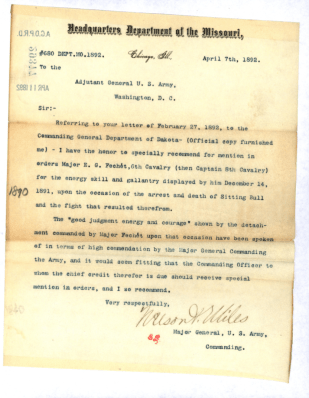 Headquarters Department of the Missouri,
#680 DEPT.MO.1892. Chicago, Ill. April 7th, 1892.
To the
Adjutant General U. S. Army,
Washington, D. C.
Sir:-
Referring to your letter of February 27, 1892, to the
Commanding General Department of Dakota- (Official copy furnished
me) - I have the honor to specially recommend for mention in
orders Major E. G. Fechét, 6th Cavalry (then Captain 8th Cavalry)
for the energy skill and gallantry displayed by him December 14,
1891, upon the occasion of the arrest and death of Sitting Bull
1890
and the fight that resulted therefrom.
The "good judgment energy and courage" shown by the detach-
ment commanded by Major Fechét upon that occasion have been spoken
of in terms of high commendation by the Major General Commanding
the Army, and it would seem fitting that the Commanding Officer to
whom the chief credit therefor is due should receive special
mention in orders, and I so recommend.
Very respectfully,
Nelson A. Miles
Major General, U. S. Army,
Commanding.